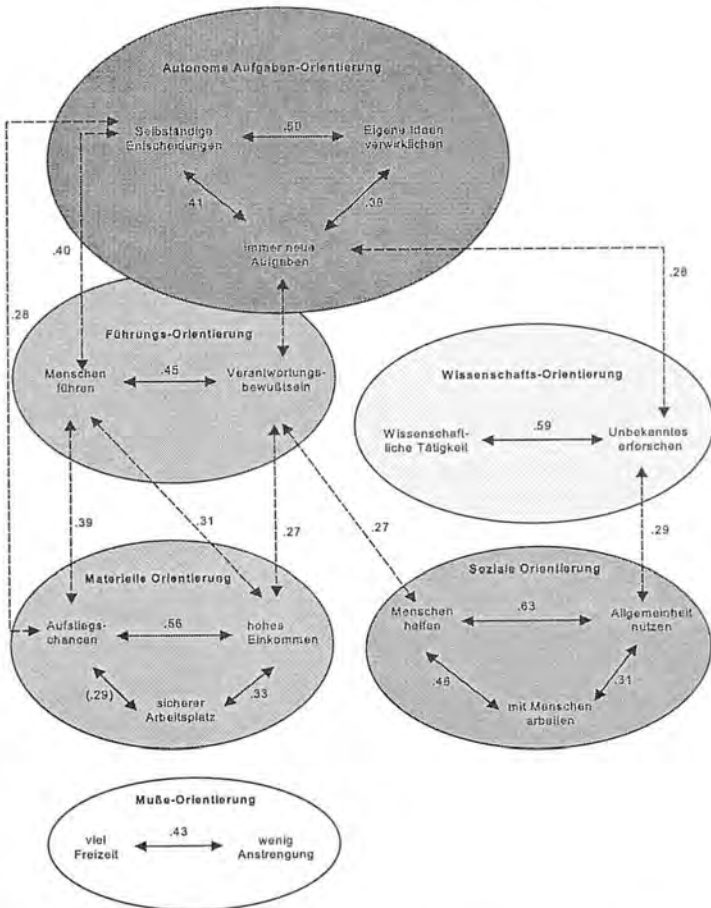 Autonome Aufgaben-Orientierung
Selbständige
Entscheidungen
.50
Eigene Ideen
verwirklichen
.41
.38
immer neue
Aufgaben
.40
.28
.28
Führungs-Orientierung
Menschen
führen
.45
Verantwortungs-
bewußtsein
Wissenschafts-Orientierung
Wissenschaft-
liche Tätigkeit
.59
Unbekanntes
erforschen
.39
.31
.27
.27
.29
Materielle Orientierung
Aufstiegs-
chancen
.56
hohes
Einkommen
(.29)
.33
sicherer
Arbeitsplatz
Soziale Orientierung
Menschen
helfen
.63
Allgemeinheit
nutzen
.46
.31
mit Menschen
arbeiten
Muße-Orientierung
viel
Freizeit
.43
wenig
Anstrengung